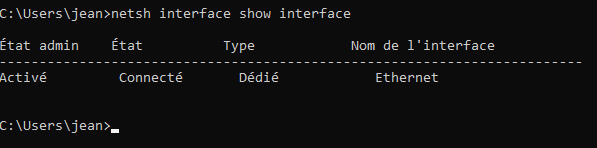 C:\Users\jean>netsh interface show interface
État admin    État          Type           Nom de l'interface
-------------------------------------------------------------------------
Activé         Connecté       Dédié            Ethernet
C:\Users\jean>